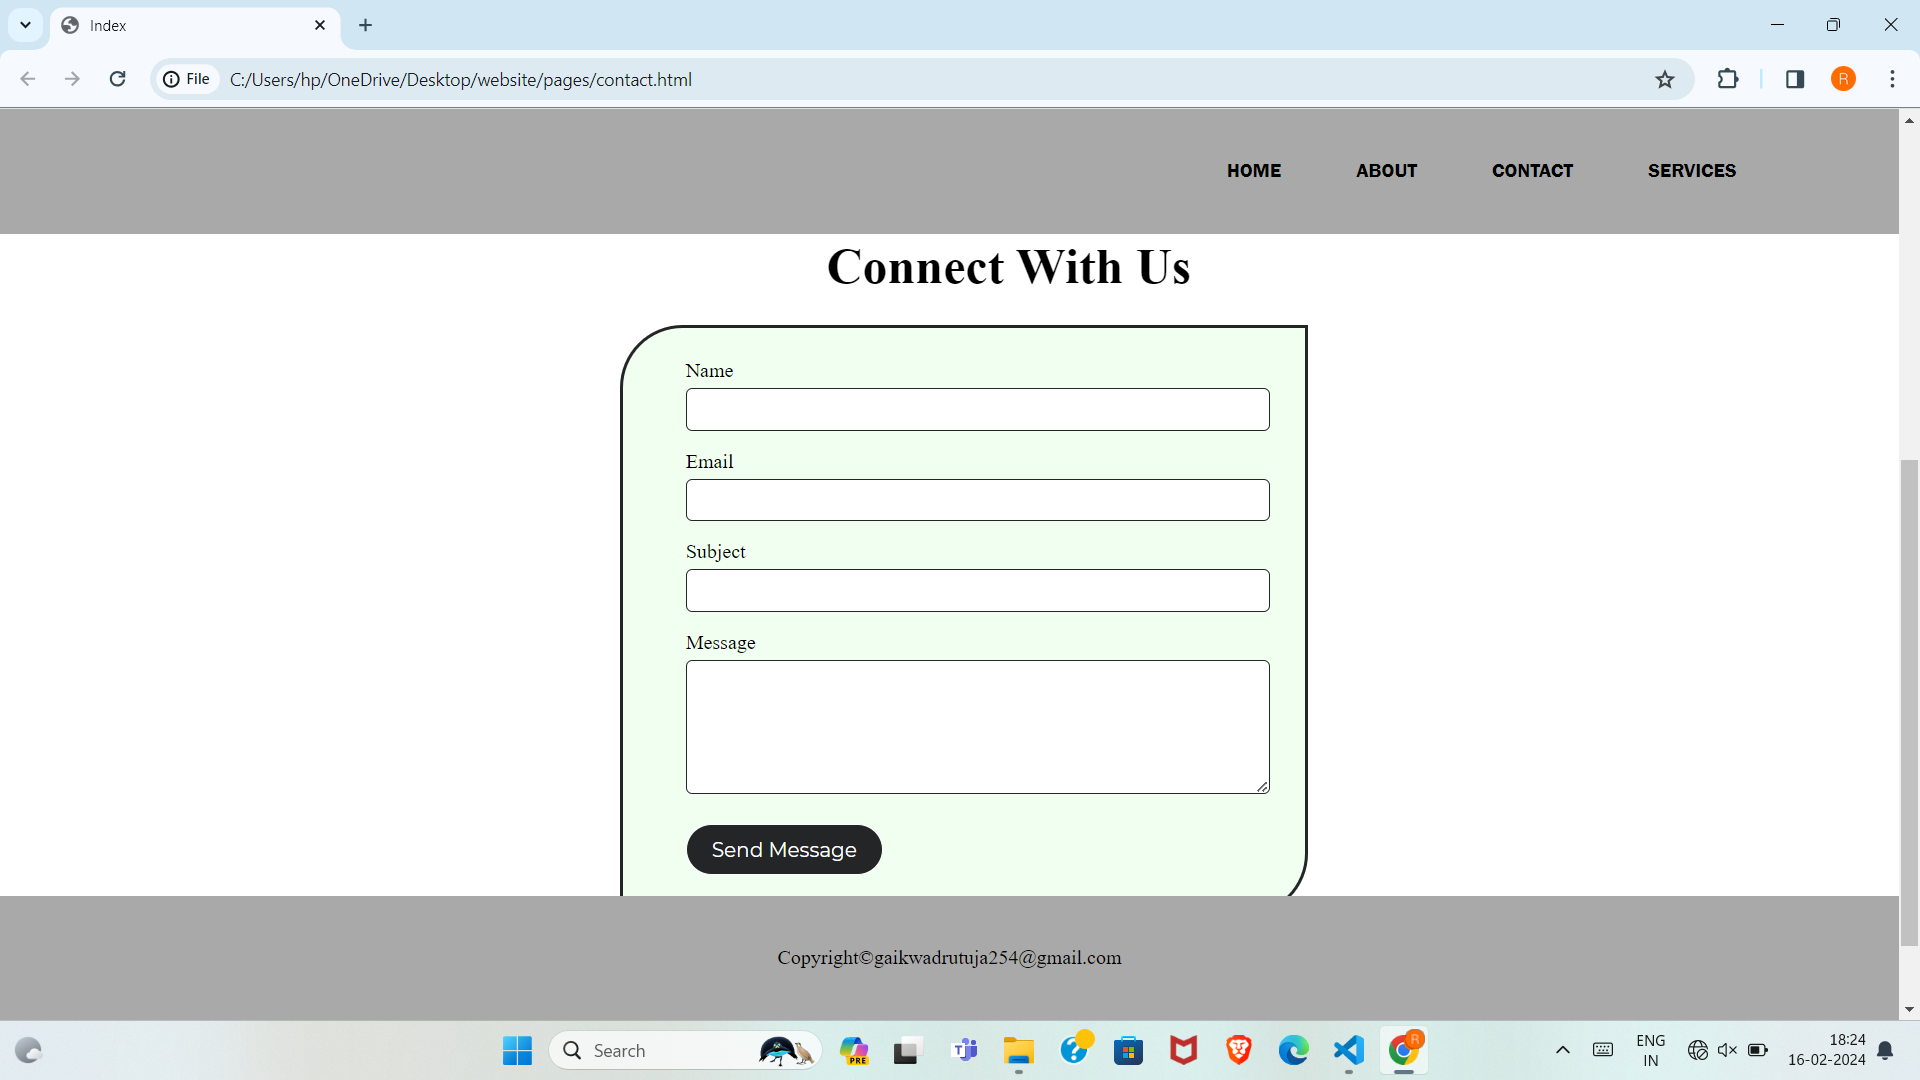 Index
File
C:/Users/hp/OneDrive/Desktop/website/pages/contact.html
R
HOME ABOUT CONTACT SERVICES
Connect With Us
Name
Email
Subject
Message
Send Message
Copyright©gaikwadrutuja254@gmail.com
Search
PRE
T
R
ENG
IN
18:24
16-02-2024